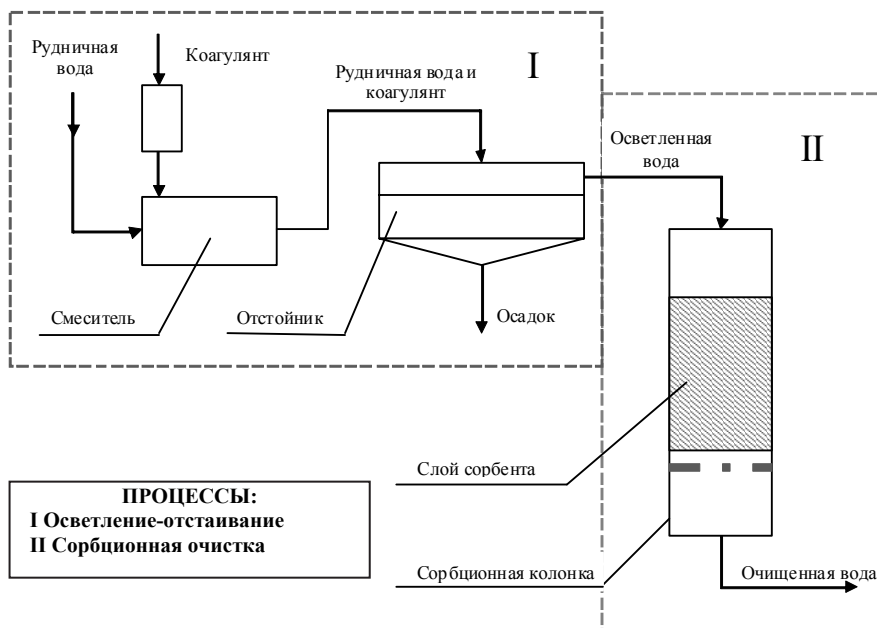 Рудничная
вода
Коагулянт
Рудничная вода и
коагулянт
I
Осветленная
вода
II
Смеситель
Отстойник
Осадок
Слой сорбента
ПРОЦЕССЫ:
I Осветление-отстаивание
II Сорбционная очистка
Сорбционная колонка
Очищенная вода